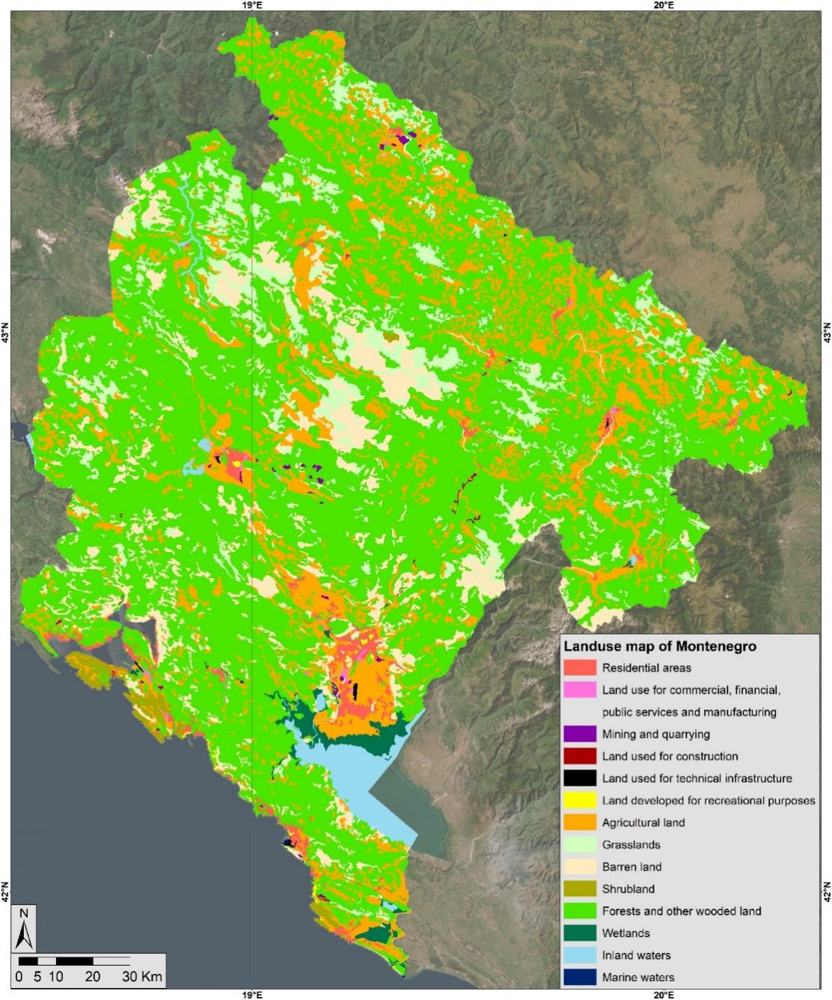 19°E 20°E
43°N 43°N
Landuse map of Montenegro
Residential areas
Land use for commercial, financial,
public services and manufacturing
Mining and quarrying
Land used for construction
Land used for technical infrastructure
Land developed for recreational purposes
Agricultural land
Grasslands
Barren land
Shrubland
Forests and other wooded land
Wetlands
Inland waters
Marine waters
42°N 42°N
N
0 5 10 20 30 Km
19°E 20°E